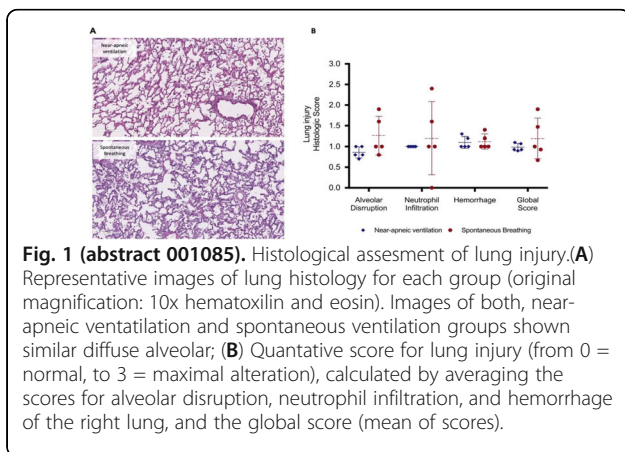 A
B
Near-apneic
ventilation
Spontaneous
Breathing
Lung injury
Histologic Score
3.0
2.5
2.0
1.5
1.0
0.5
0.0
Alveolar
Disruption
Neutrophil
Infiltration
Hemorrhage
Global
Score
Near-apneic ventilation
Spontaneous Breathing
Fig. 1 (abstract 001085). Histological assesment of lung injury.(A)
Representative images of lung histology for each group (original
magnification: 10x hematoxilin and eosin). Images of both, near-
apneic ventatilation and spontaneous ventilation groups shown
similar diffuse alveolar; (B) Quantative score for lung injury (from 0 =
normal, to 3 = maximal alteration), calculated by averaging the
scores for alveolar disruption, neutrophil infiltration, and hemorrhage
of the right lung, and the global score (mean of scores).